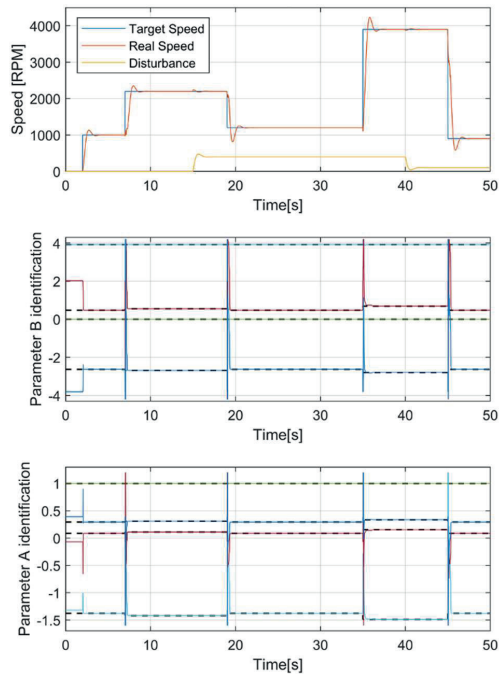 Speed [RPM]
4000
3000
2000
1000
0
Target Speed
Real Speed
Disturbance
0 10 20 30 40 50
Time[s]
Parameter B identification
4
2
0
-2
-4
0 10 20 30 40 50
Time[s]
Parameter A identification
1
0.5
0
-0.5
-1
-1.5
0 10 20 30 40 50
Time[s]